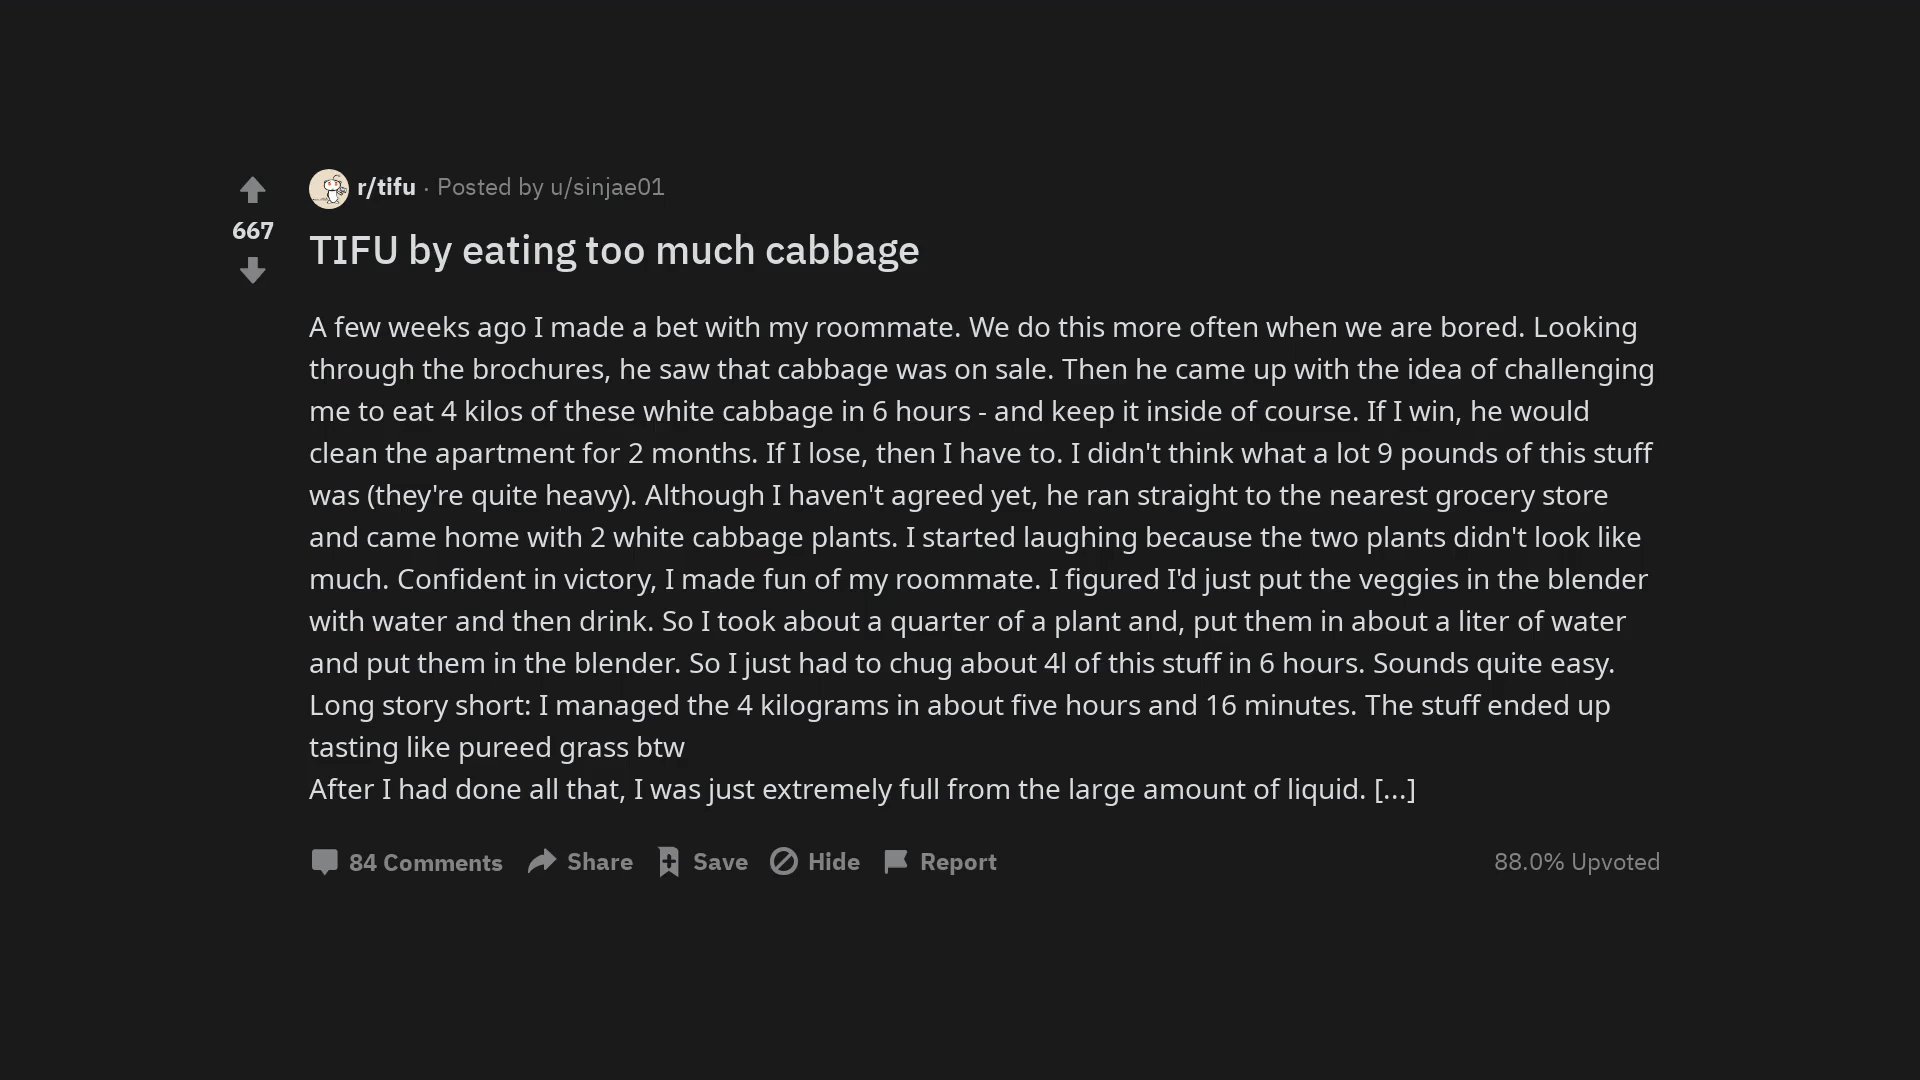 r/tifu · Posted by u/sinjae01
667
TIFU by eating too much cabbage
A few weeks ago I made a bet with my roommate. We do this more often when we are bored. Looking
through the brochures, he saw that cabbage was on sale. Then he came up with the idea of challenging
me to eat 4 kilos of these white cabbage in 6 hours - and keep it inside of course. If I win, he would
clean the apartment for 2 months. If I lose, then I have to. I didn't think what a lot 9 pounds of this stuff
was (they're quite heavy). Although I haven't agreed yet, he ran straight to the nearest grocery store
and came home with 2 white cabbage plants. I started laughing because the two plants didn't look like
much. Confident in victory, I made fun of my roommate. I figured I'd just put the veggies in the blender
with water and then drink. So I took about a quarter of a plant and, put them in about a liter of water
and put them in the blender. So I just had to chug about 4l of this stuff in 6 hours. Sounds quite easy.
Long story short: I managed the 4 kilograms in about five hours and 16 minutes. The stuff ended up
tasting like pureed grass btw
After I had done all that, I was just extremely full from the large amount of liquid. [...]
84 Comments Share Save Hide Report 88.0% Upvoted